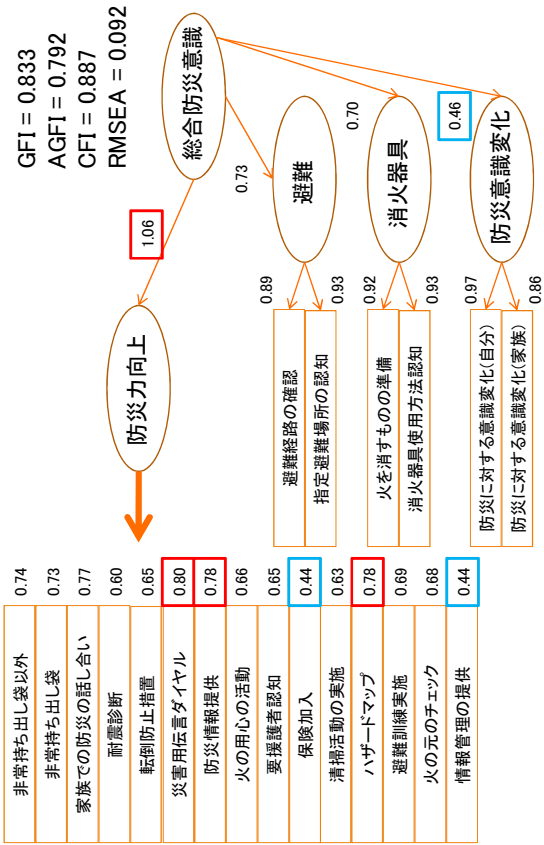 GFI = 0.833
AGFI = 0.792
CFI = 0.887
RMSEA = 0.092
総合防災意識
1.06
0.73
0.70
0.46
防災力向上
避難
消火器具
防災意識変化
非常持ち出し袋以外 0.74
非常持ち出し袋 0.73
家族での防災の話し合い 0.77
耐震診断 0.60
転倒防止措置 0.65
災害用伝言ダイヤル 0.80
防災情報提供 0.78
火の用心の活動 0.66
要援護者認知 0.65
保険加入 0.44
清掃活動の実施 0.63
ハザードマップ 0.78
避難訓練実施 0.69
火の元のチェック 0.68
情報管理の提供 0.44
避難経路の確認 0.89
指定避難場所の認知 0.93
火を消すものの準備 0.92
消火器具使用方法認知 0.93
防災に対する意識変化(自分) 0.97
防災に対する意識変化(家族) 0.86